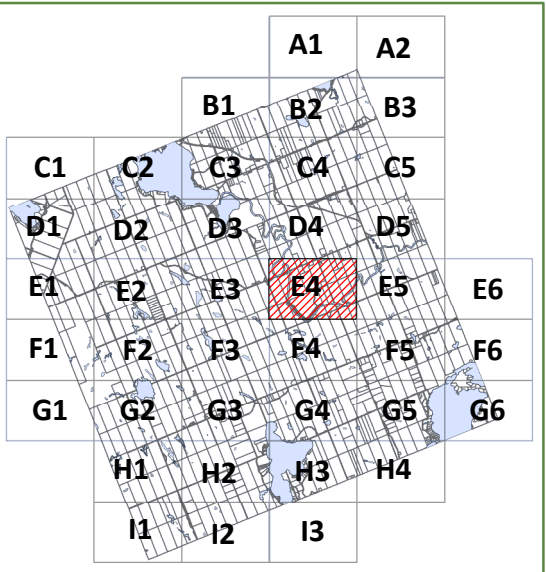 A1 A2
B1 B2 B3
C1 C2 C3 C4 C5
D1 D2 D3 D4 D5
E1 E2 E3 E4 E5 E6
F1 F2 F3 F4 F5 F6
G1 G2 G3 G4 G5 G6
H1 H2 H3 H4
I1 I2 I3